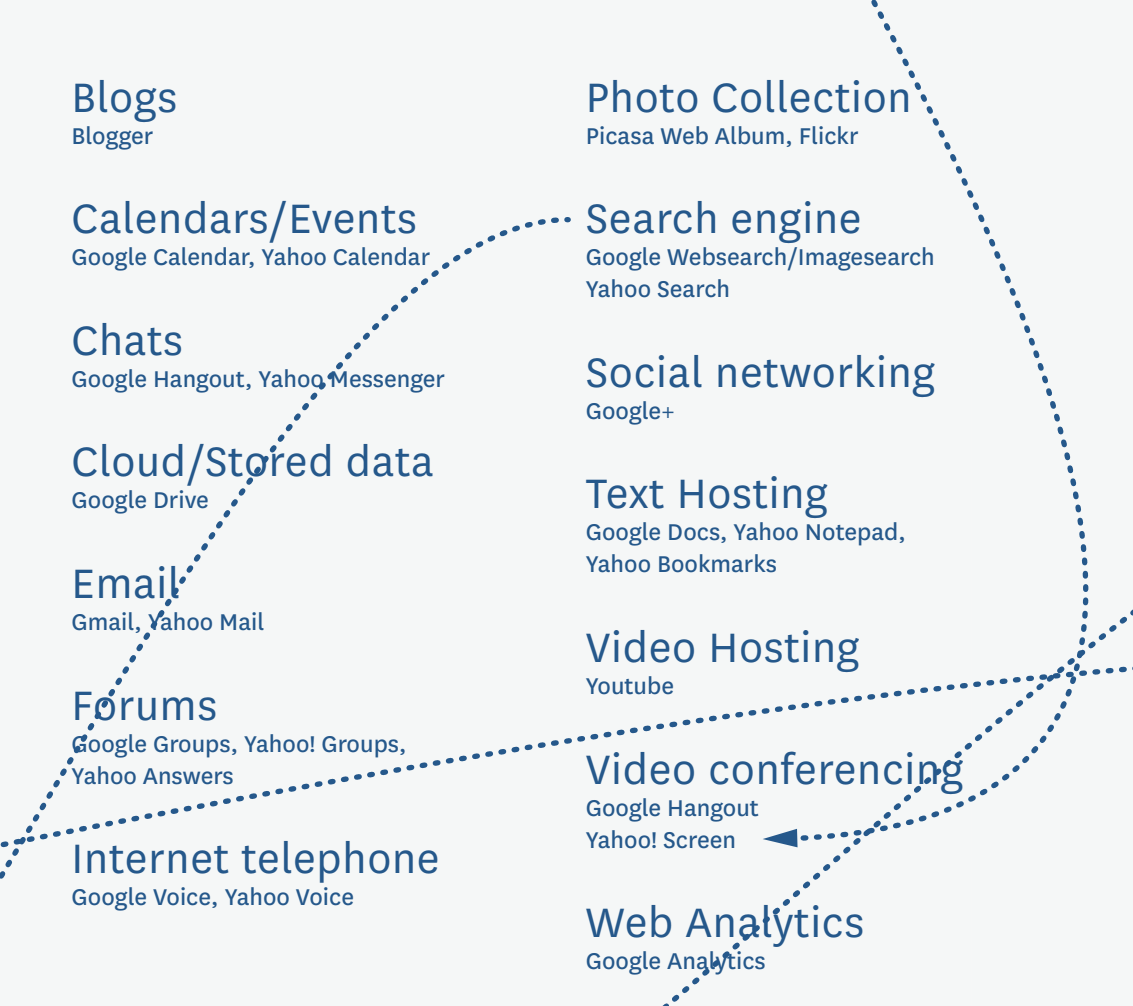 Blogs
Blogger
Calendars/Events
Google Calendar, Yahoo Calendar
Chats
Google Hangout, Yahoo Messenger
Cloud/Stored data
Google Drive
Email
Gmail, Yahoo Mail
Forums
Google Groups, Yahoo! Groups,
Yahoo Answers
Internet telephone
Google Voice, Yahoo Voice
Photo Collection
Picasa Web Album, Flickr
Search engine
Google Websearch/Imagesearch
Yahoo Search
Social networking
Google+
Text Hosting
Google Docs, Yahoo Notepad,
Yahoo Bookmarks
Video Hosting
Youtube
Video conferencing
Google Hangout
Yahoo! Screen
Web Analytics
Google Analytics